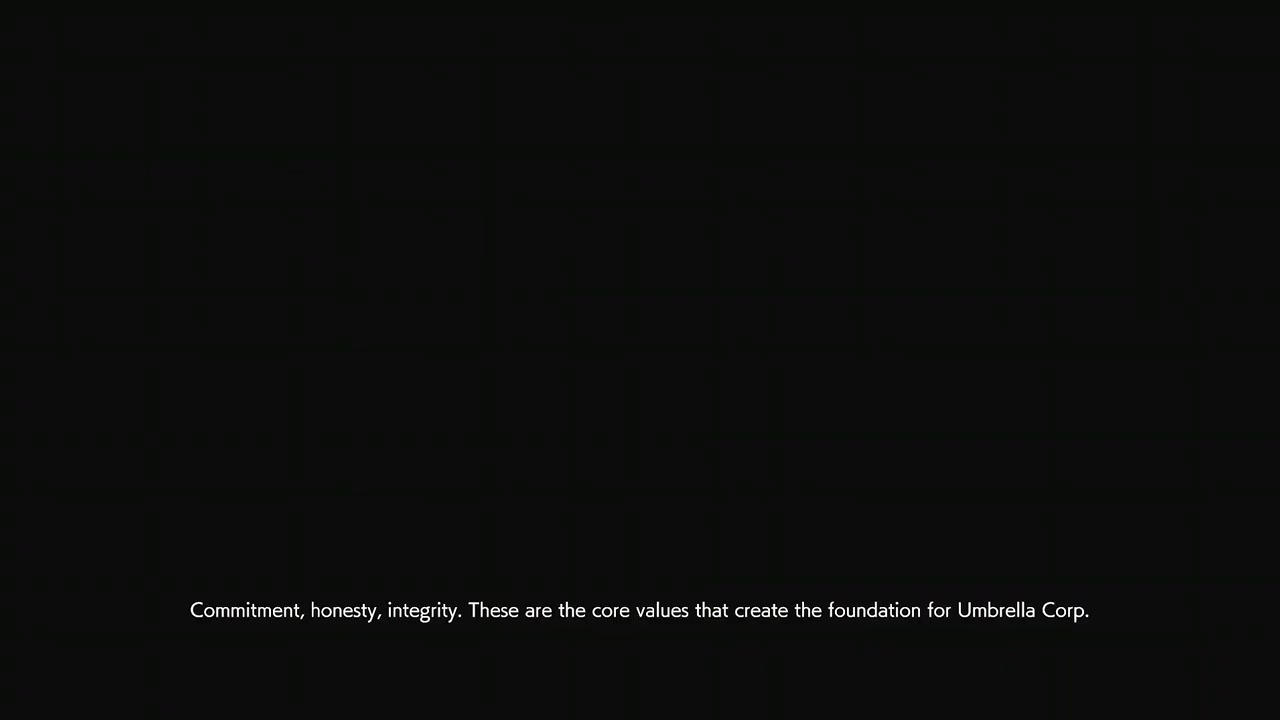 Commitment, honesty, integrity. These are the core values that create the foundation for Umbrella Corp.